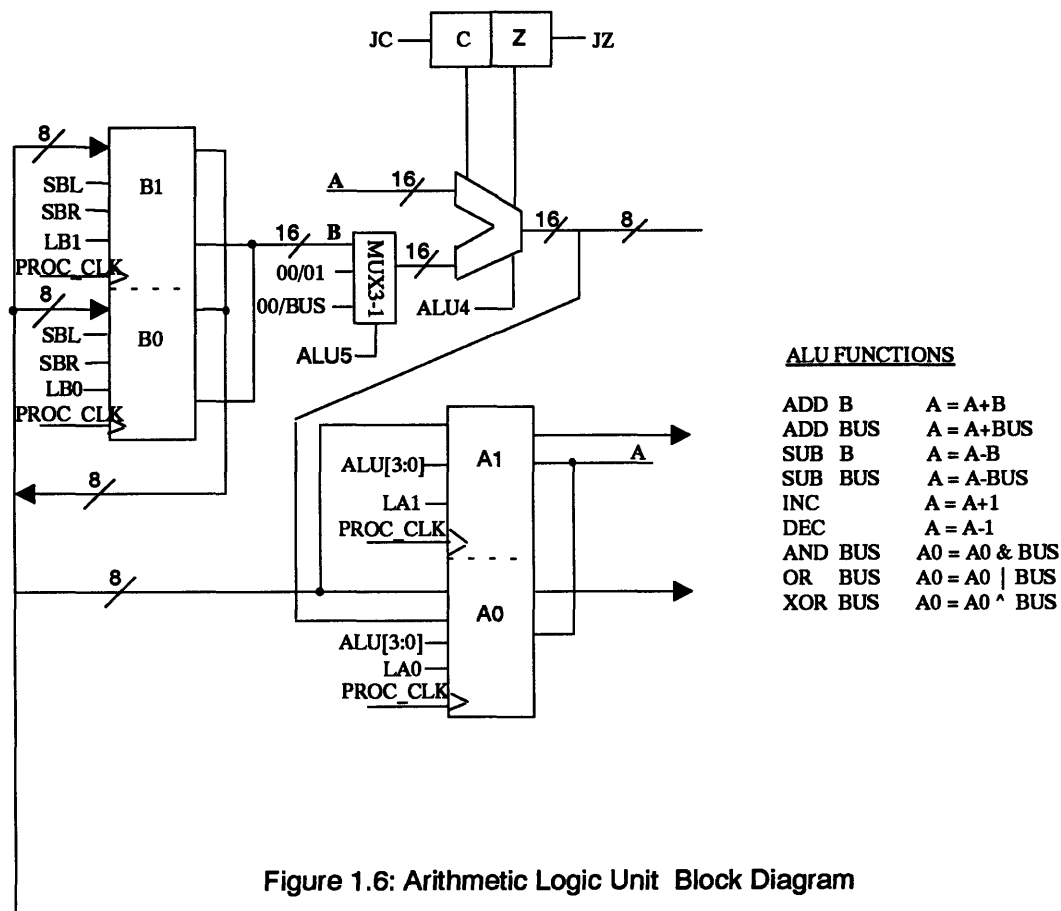 JC C Z JZ
8
SBL
SBR
LB1
PROC_CLK
B1
8
SBL
SBR
LB0
PROC_CLK
B0
8
A 16
16 B
00/01
00/BUS
MUX3-1
ALU5
16
ALU4
16 8
8
ALU[3:0]
LA1
PROC_CLK
A1
A
ALU[3:0]
LA0
PROC_CLK
A0
ALU FUNCTIONS
ADD B A = A+B
ADD BUS A = A+BUS
SUB B A = A-B
SUB BUS A = A-BUS
INC A = A+1
DEC A = A-1
AND BUS A0 = A0 & BUS
OR BUS A0 = A0 | BUS
XOR BUS A0 = A0 ^ BUS
Figure 1.6: Arithmetic Logic Unit Block Diagram